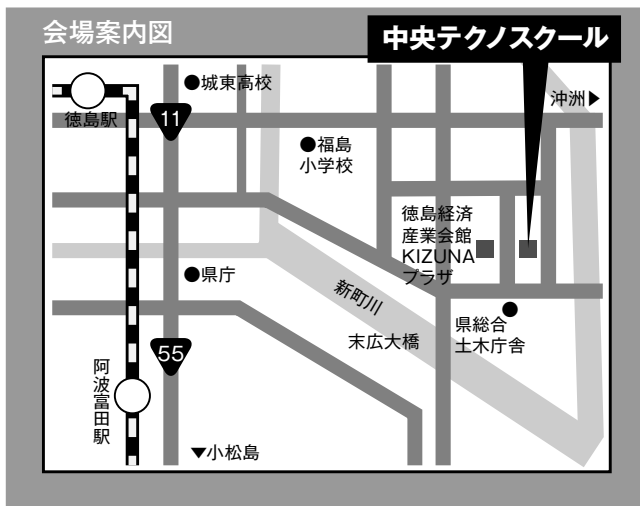 会場案内図
中央テクノスクール
●城東高校
沖洲▶
徳島駅
11
●福島
小学校
徳島経済
産業会館
KIZUNA
プラザ
●県庁
新町川
県総合
土木庁舎
末広大橋
55
阿波富田駅
▼小松島